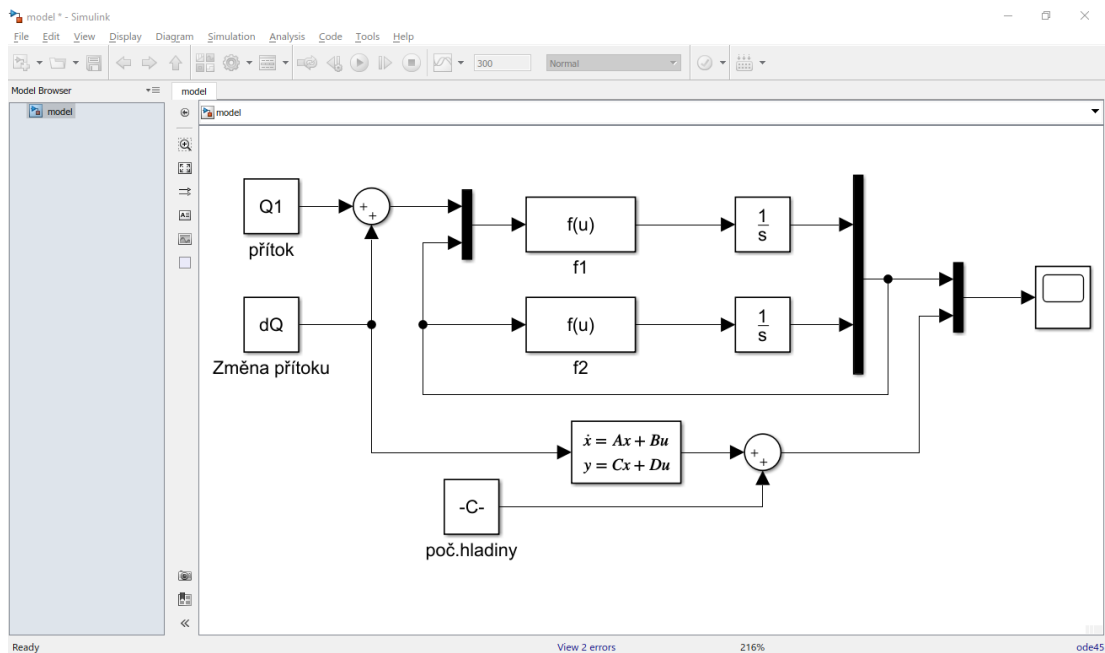 model * - Simulink
File Edit View Display Diagram Simulation Analysis Code Tools Help
300 Normal
Model Browser
model
model
model
Q1
přítok
+
+
f(u)
f1
1
s
dQ
Změna přítoku
f(u)
f2
1
s
ẋ = Ax + Bu
y = Cx + Du
+
+
-C-
poč.hladiny
Ready View 2 errors 216% ode45